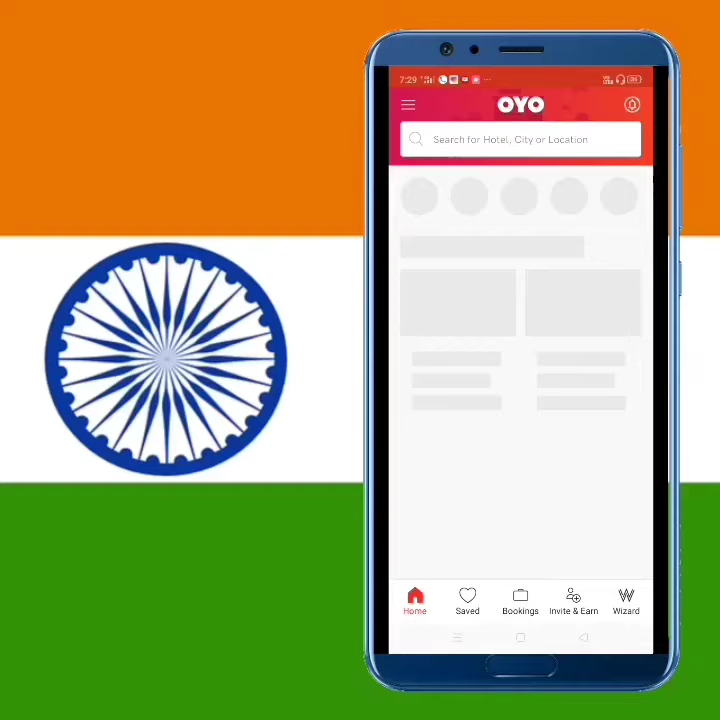 7:29
OYO
Search for Hotel, City or Location
Home
Saved
Bookings
Invite & Earn
Wizard